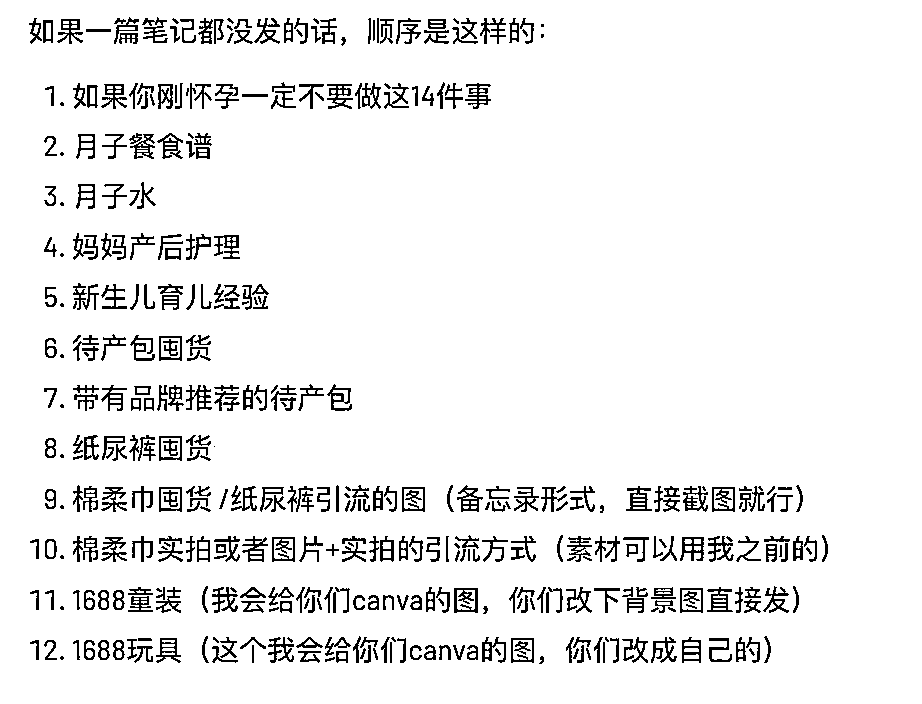 如果一篇笔记都没发的话，顺序是这样的：
1. 如果你刚怀孕一定不要做这14件事
2. 月子餐食谱
3. 月子水
4. 妈妈产后护理
5. 新生儿育儿经验
6. 待产包囤货
7. 带有品牌推荐的待产包
8. 纸尿裤囤货
9. 棉柔巾囤货 /纸尿裤引流的图（备忘录形式，直接截图就行）
10. 棉柔巾实拍或者图片+实拍的引流方式（素材可以用我之前的）
11. 1688童装（我会给你们canva的图，你们改下背景图直接发）
12. 1688玩具（这个我会给你们canva的图，你们改成自己的）